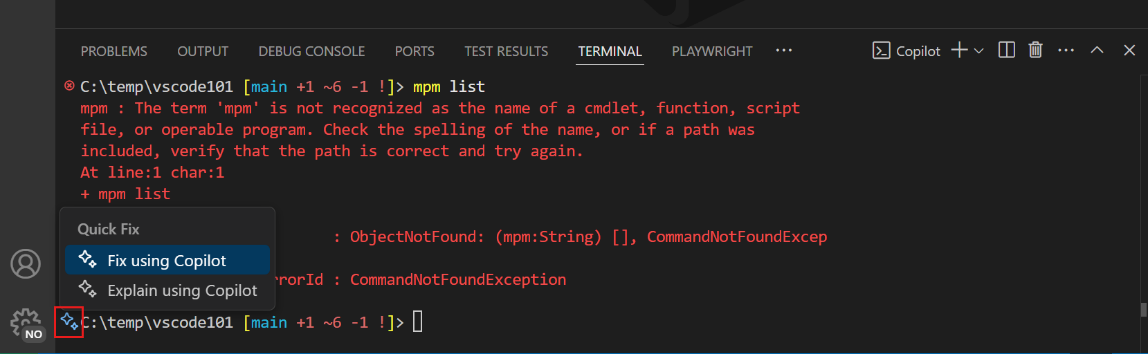 PROBLEMS OUTPUT DEBUG CONSOLE PORTS TEST RESULTS TERMINAL PLAYWRIGHT ··· Copilot ···
C:\temp\vscode101 [main +1 ~6 -1 !]> mpm list
mpm : The term 'mpm' is not recognized as the name of a cmdlet, function, script
file, or operable program. Check the spelling of the name, or if a path was
included, verify that the path is correct and try again.
At line:1 char:1
+ mpm list
Quick Fix
: ObjectNotFound: (mpm:String) [], CommandNotFoundExcep
Fix using Copilot
rrorId : CommandNotFoundException
Explain using Copilot
C:\temp\vscode101 [main +1 ~6 -1 !]>
NO